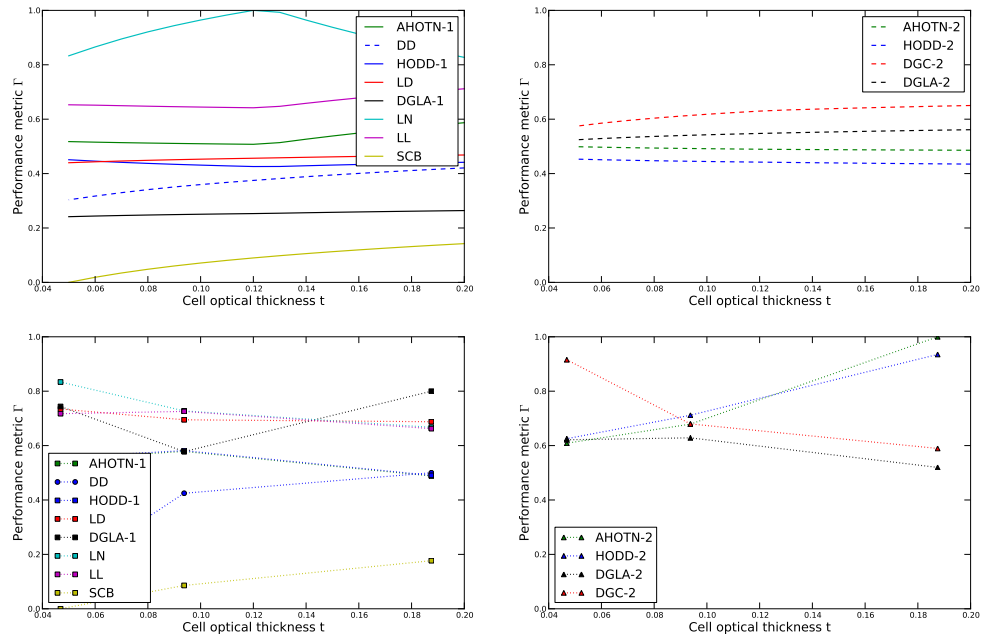 1.0
0.8
0.6
0.4
0.2
0.0
Performance metric Γ
0.04 0.06 0.08 0.10 0.12 0.14 0.16 0.18 0.20
Cell optical thickness t
AHOTN-1
DD
HODD-1
LD
DGLA-1
LN
LL
SCB
1.0
0.8
0.6
0.4
0.2
0.0
Performance metric Γ
0.04 0.06 0.08 0.10 0.12 0.14 0.16 0.18 0.20
Cell optical thickness t
AHOTN-2
HODD-2
DGC-2
DGLA-2
1.0
0.8
0.6
0.4
0.2
0.0
Performance metric Γ
0.04 0.06 0.08 0.10 0.12 0.14 0.16 0.18 0.20
Cell optical thickness t
AHOTN-1
DD
HODD-1
LD
DGLA-1
LN
LL
SCB
1.0
0.8
0.6
0.4
0.2
0.0
Performance metric Γ
0.04 0.06 0.08 0.10 0.12 0.14 0.16 0.18 0.20
Cell optical thickness t
AHOTN-2
HODD-2
DGLA-2
DGC-2